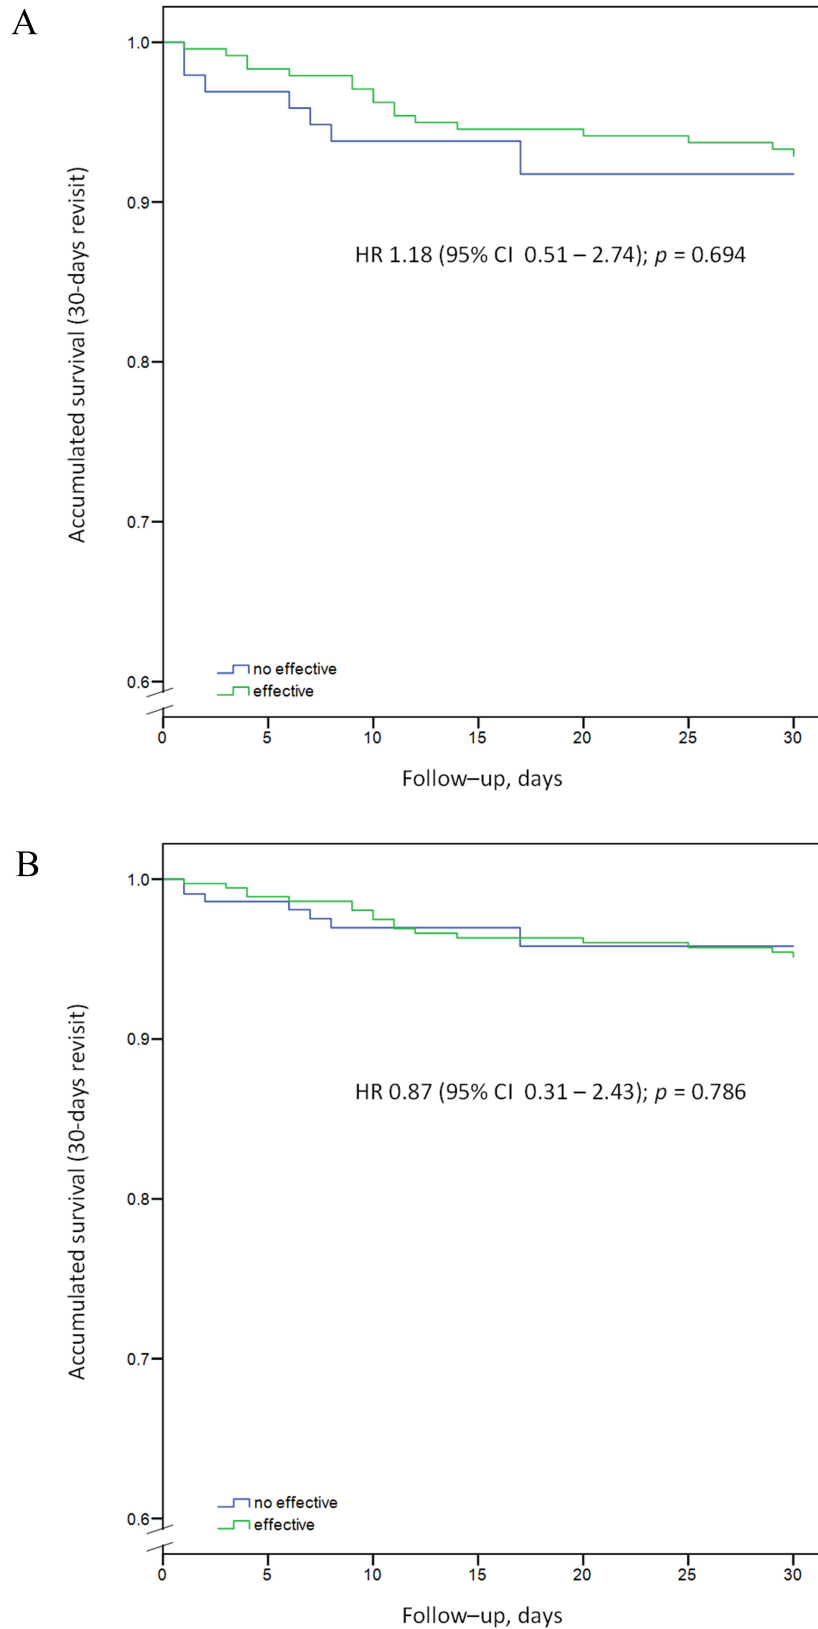 A
1.0
0.9
0.8
0.7
0.6
Accumulated survival (30-days revisit)
HR 1.18 (95% CI 0.51 – 2.74); p = 0.694
no effective
effective
0 5 10 15 20 25 30
Follow–up, days
B
1.0
0.9
0.8
0.7
0.6
Accumulated survival (30-days revisit)
HR 0.87 (95% CI 0.31 – 2.43); p = 0.786
no effective
effective
0 5 10 15 20 25 30
Follow–up, days